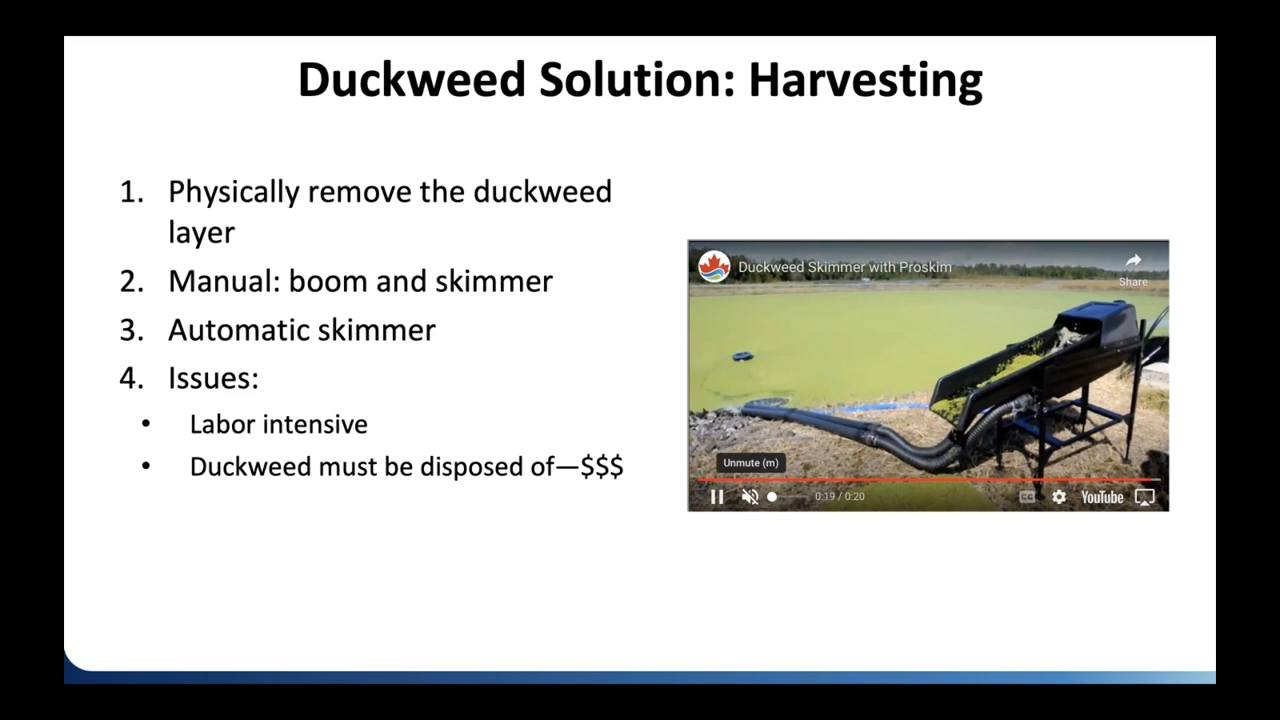 Duckweed Solution: Harvesting
1. Physically remove the duckweed
layer
2. Manual: boom and skimmer
3. Automatic skimmer
4. Issues:
• Labor intensive
• Duckweed must be disposed of—$$$
Duckweed Skimmer with Proskim
Share
Unmute (m)
0:19 / 0:20
CC
YouTube